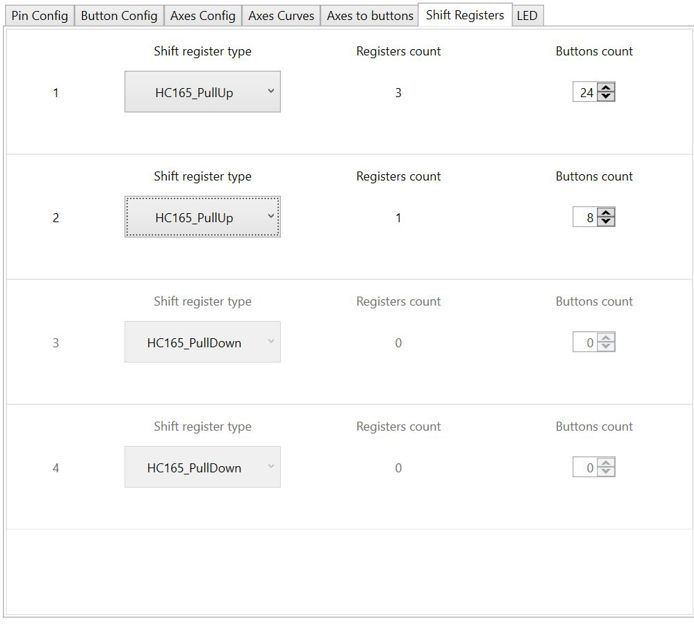 Pin Config Button Config Axes Config Axes Curves Axes to buttons Shift Registers LED
Shift register type Registers count Buttons count
1 HC165_PullUp 3 24
Shift register type Registers count Buttons count
2 HC165_PullUp 1 8
Shift register type Registers count Buttons count
3 HC165_PullDown 0 0
Shift register type Registers count Buttons count
4 HC165_PullDown 0 0